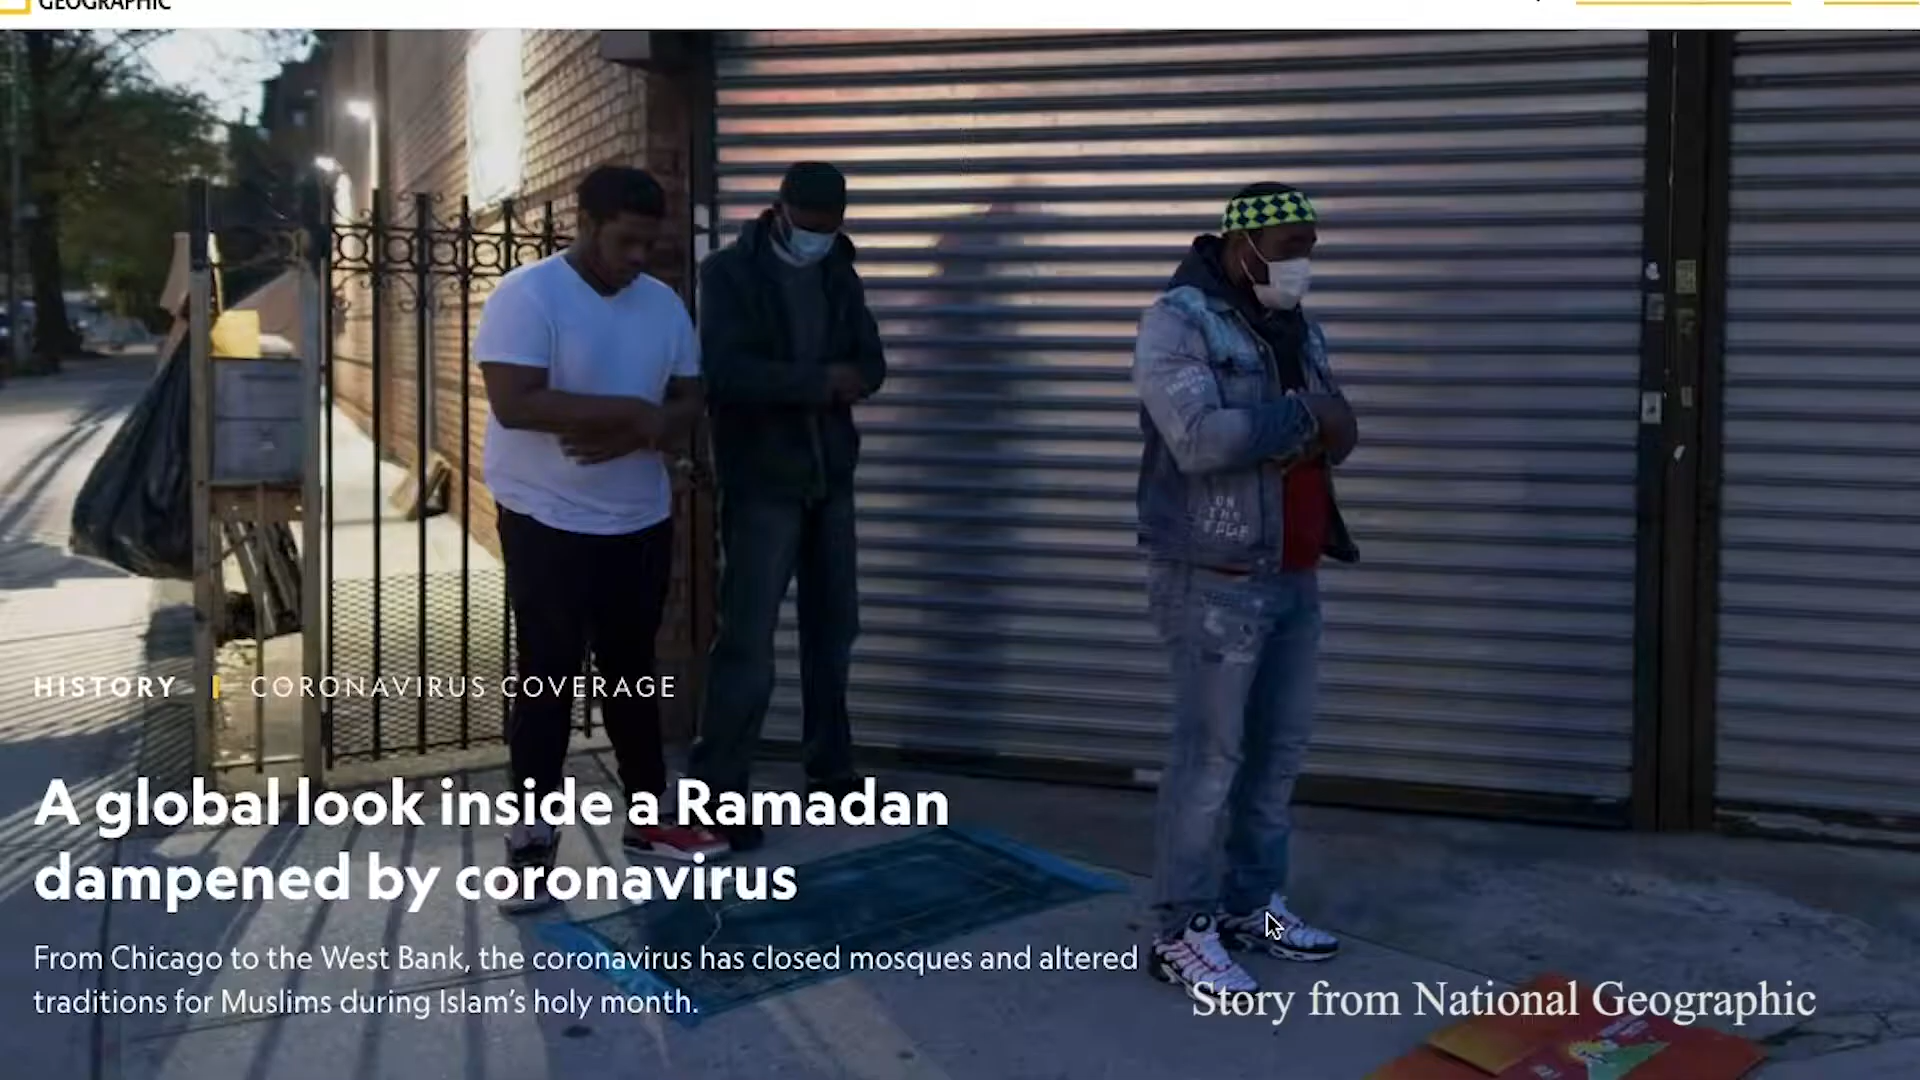 GEOGRAPHIC
HISTORY | CORONAVIRUS COVERAGE
A global look inside a Ramadan
dampened by coronavirus
From Chicago to the West Bank, the coronavirus has closed mosques and altered
traditions for Muslims during Islam’s holy month.
Story from National Geographic